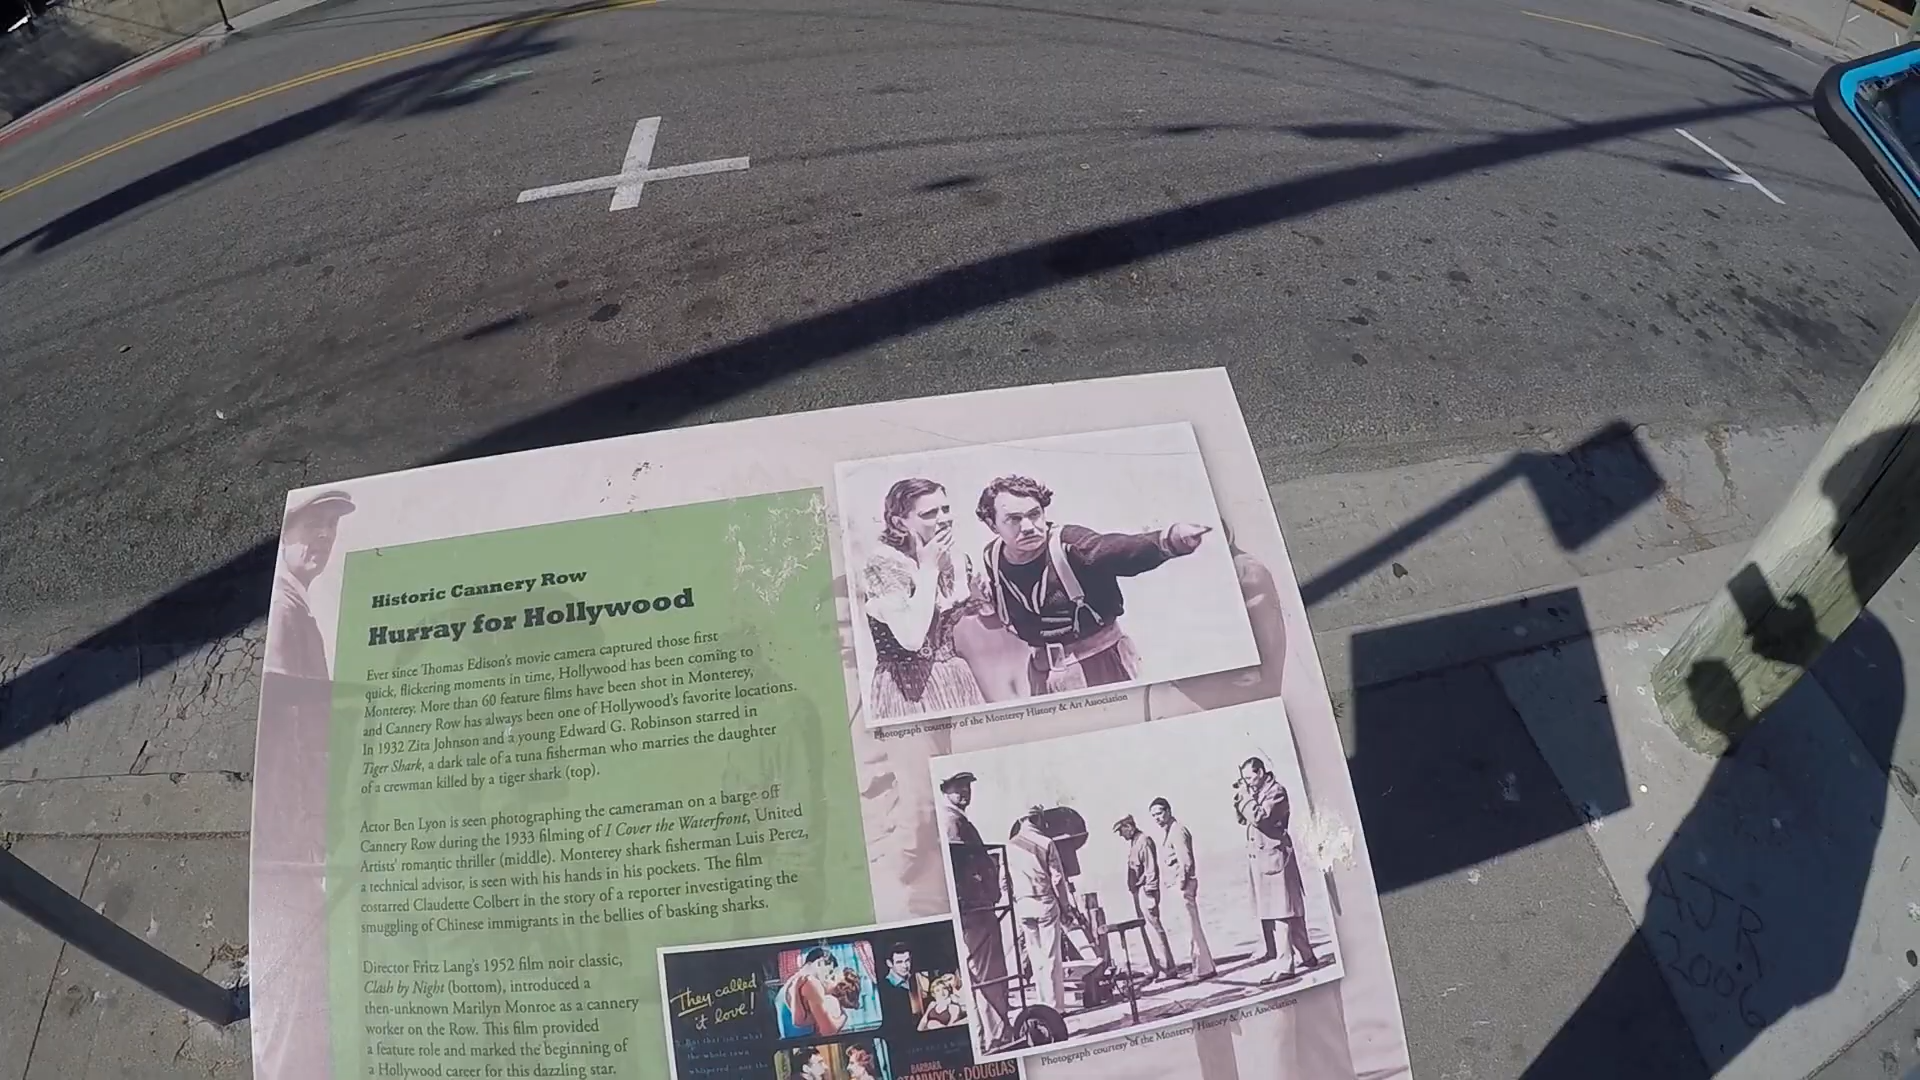 Historic Cannery Row
Hurray for Hollywood
Ever since Thomas Edison's movie camera captured those first
quick, flickering moments in time, Hollywood has been coming to
Monterey. More than 60 feature films have been shot in Monterey,
and Cannery Row has always been one of Hollywood's favorite locations.
In 1932 Zita Johnson and a young Edward G. Robinson starred in
Tiger Shark, a dark tale of a tuna fisherman who marries the daughter
of a crewman killed by a tiger shark (top).
Actor Ben Lyon is seen photographing the cameraman on a barge off
Cannery Row during the 1933 filming of I Cover the Waterfront, United
Artists' romantic thriller (middle). Monterey shark fisherman Luis Perez,
a technical advisor, is seen with his hands in his pockets. The film
costarred Claudette Colbert in the story of a reporter investigating the
smuggling of Chinese immigrants in the bellies of basking sharks.
Director Fritz Lang's 1952 film noir classic,
Clash by Night (bottom), introduced a
then-unknown Marilyn Monroe as a cannery
worker on the Row. This film provided
a feature role and marked the beginning of
a Hollywood career for this dazzling star.
Photograph courtesy of the Monterey History & Art Association
Photograph courtesy of the Monterey History & Art Association
They called
it love!
But that isn't what
the whole town
whispered
BARBARA
STANWYCK · DOUGLAS
AJR
2006